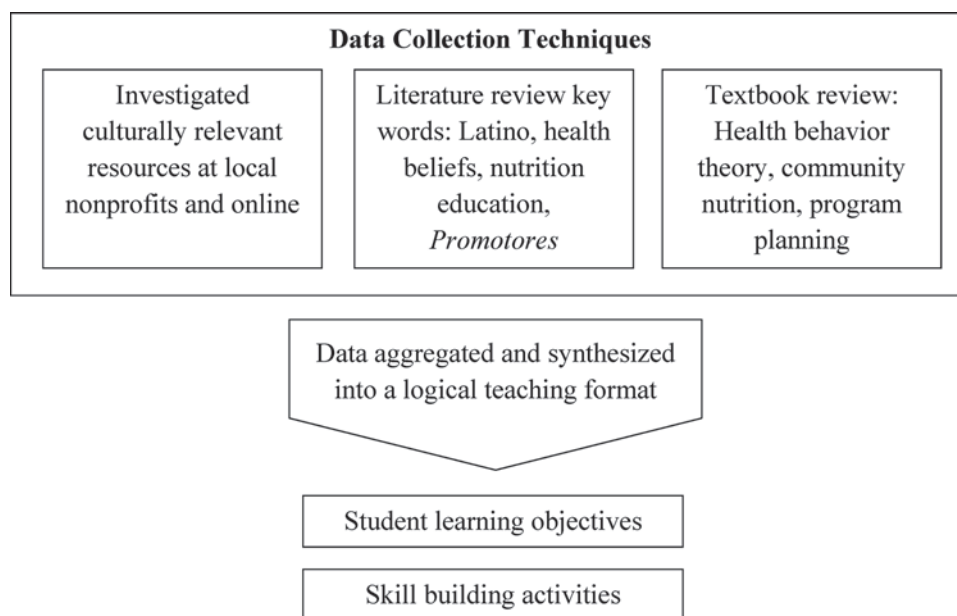 Data Collection Techniques
Investigated
culturally relevant
resources at local
nonprofits and online
Literature review key
words: Latino, health
beliefs, nutrition
education,
Promotores
Textbook review:
Health behavior
theory, community
nutrition, program
planning
Data aggregated and synthesized
into a logical teaching format
Student learning objectives
Skill building activities